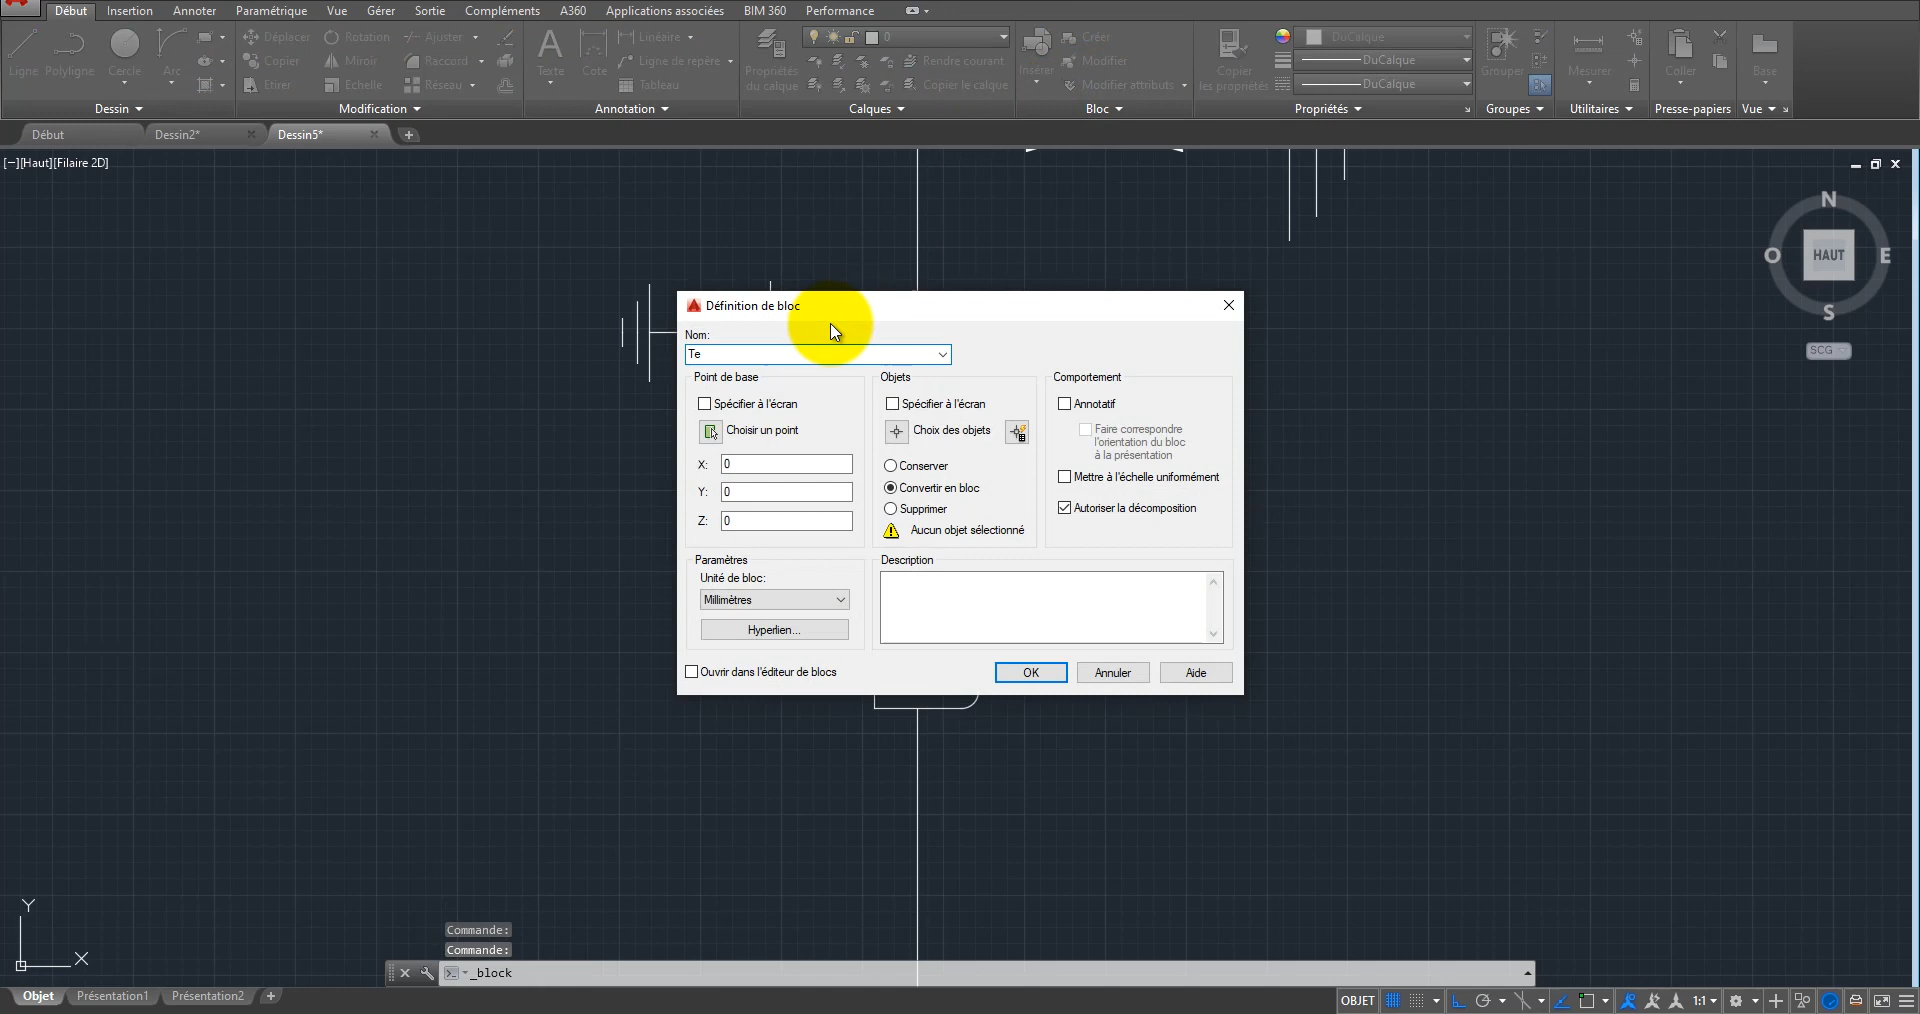 Début Insertion Annoter Paramétrique Vue Gérer Sortie Compléments A360 Applications associées BIM 360 Performance
Ligne Polyligne Cercle Arc
Dessin
Déplacer Rotation Ajuster
Copier Miroir Raccord
Etirer Echelle Réseau
Modification
Texte Cote
Linéaire
Ligne de repère
Tableau
Annotation
Propriétés du calque
0
Rendre courant
Copier le calque
Calques
Insérer
Créer
Modifier
Modifier attributs
Bloc
Copier les propriétés
DuCalque
DuCalque
DuCalque
Propriétés
Grouper
Groupes
Mesurer
Utilitaires
Coller
Presse-papiers
Base
Vue
Début Dessin2* Dessin5*
[−][Haut][Filaire 2D]
N
O HAUT E
S
SCG
Définition de bloc
Nom:
Te
Point de base
Spécifier à l'écran
Choisir un point
X: 0
Y: 0
Z: 0
Objets
Spécifier à l'écran
Choix des objets
Conserver
Convertir en bloc
Supprimer
Aucun objet sélectionné
Comportement
Annotatif
Faire correspondre
l'orientation du bloc
à la présentation
Mettre à l'échelle uniformément
Autoriser la décomposition
Paramètres
Unité de bloc:
Millimètres
Hyperlien...
Description
Ouvrir dans l'éditeur de blocs
OK Annuler Aide
Y
X
Commande:
Commande:
_block
Objet Présentation1 Présentation2
OBJET 1:1